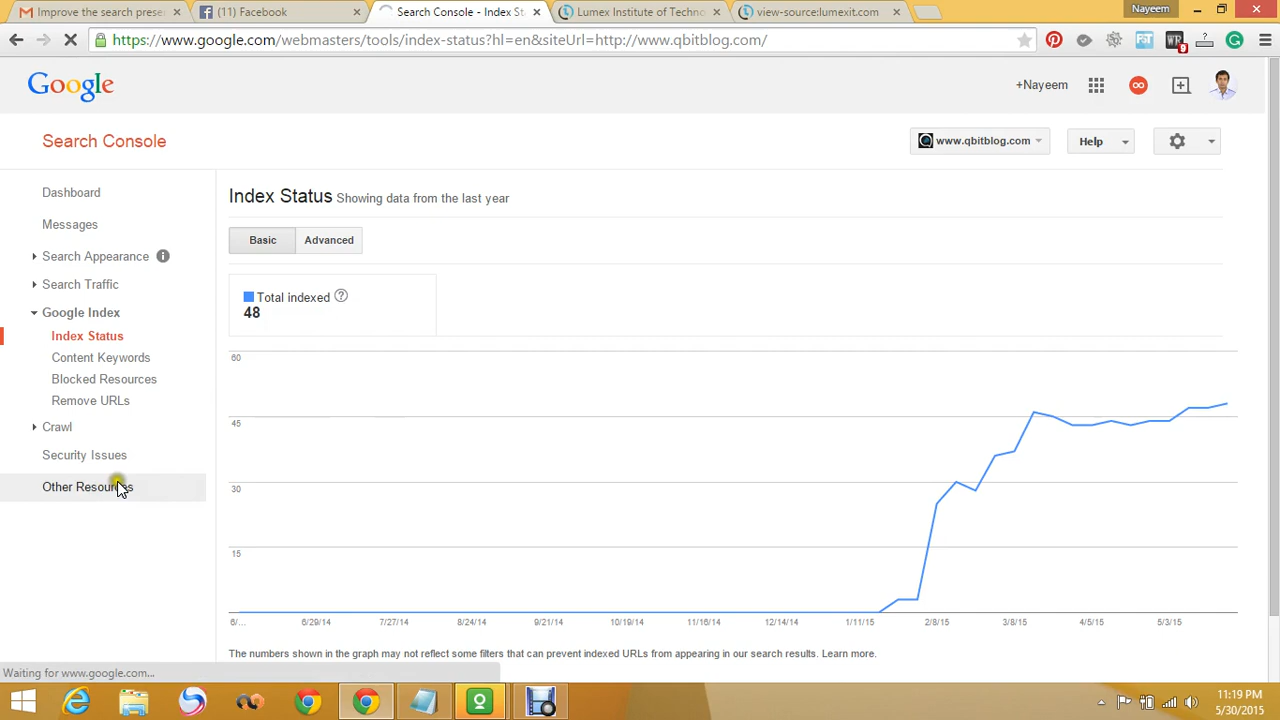 Improve the search prese
(11) Facebook
Search Console - Index St
Lumex Institute of Techno
view-source:lumexit.com
Nayeem
https://www.google.com/webmasters/tools/index-status?hl=en&siteUrl=http://www.qbitblog.com/
Google
+Nayeem
Search Console
www.qbitblog.com
Help
Dashboard
Messages
Search Appearance
Search Traffic
Google Index
Index Status
Content Keywords
Blocked Resources
Remove URLs
Crawl
Security Issues
Other Resources
Index Status Showing data from the last year
Basic
Advanced
Total indexed
48
60
45
30
15
6/...
6/29/14
7/27/14
8/24/14
9/21/14
10/19/14
11/16/14
12/14/14
1/11/15
2/8/15
3/8/15
4/5/15
5/3/15
The numbers shown in the graph may not reflect some filters that can prevent indexed URLs from appearing in our search results. Learn more.
Waiting for www.google.com...
11:19 PM
5/30/2015